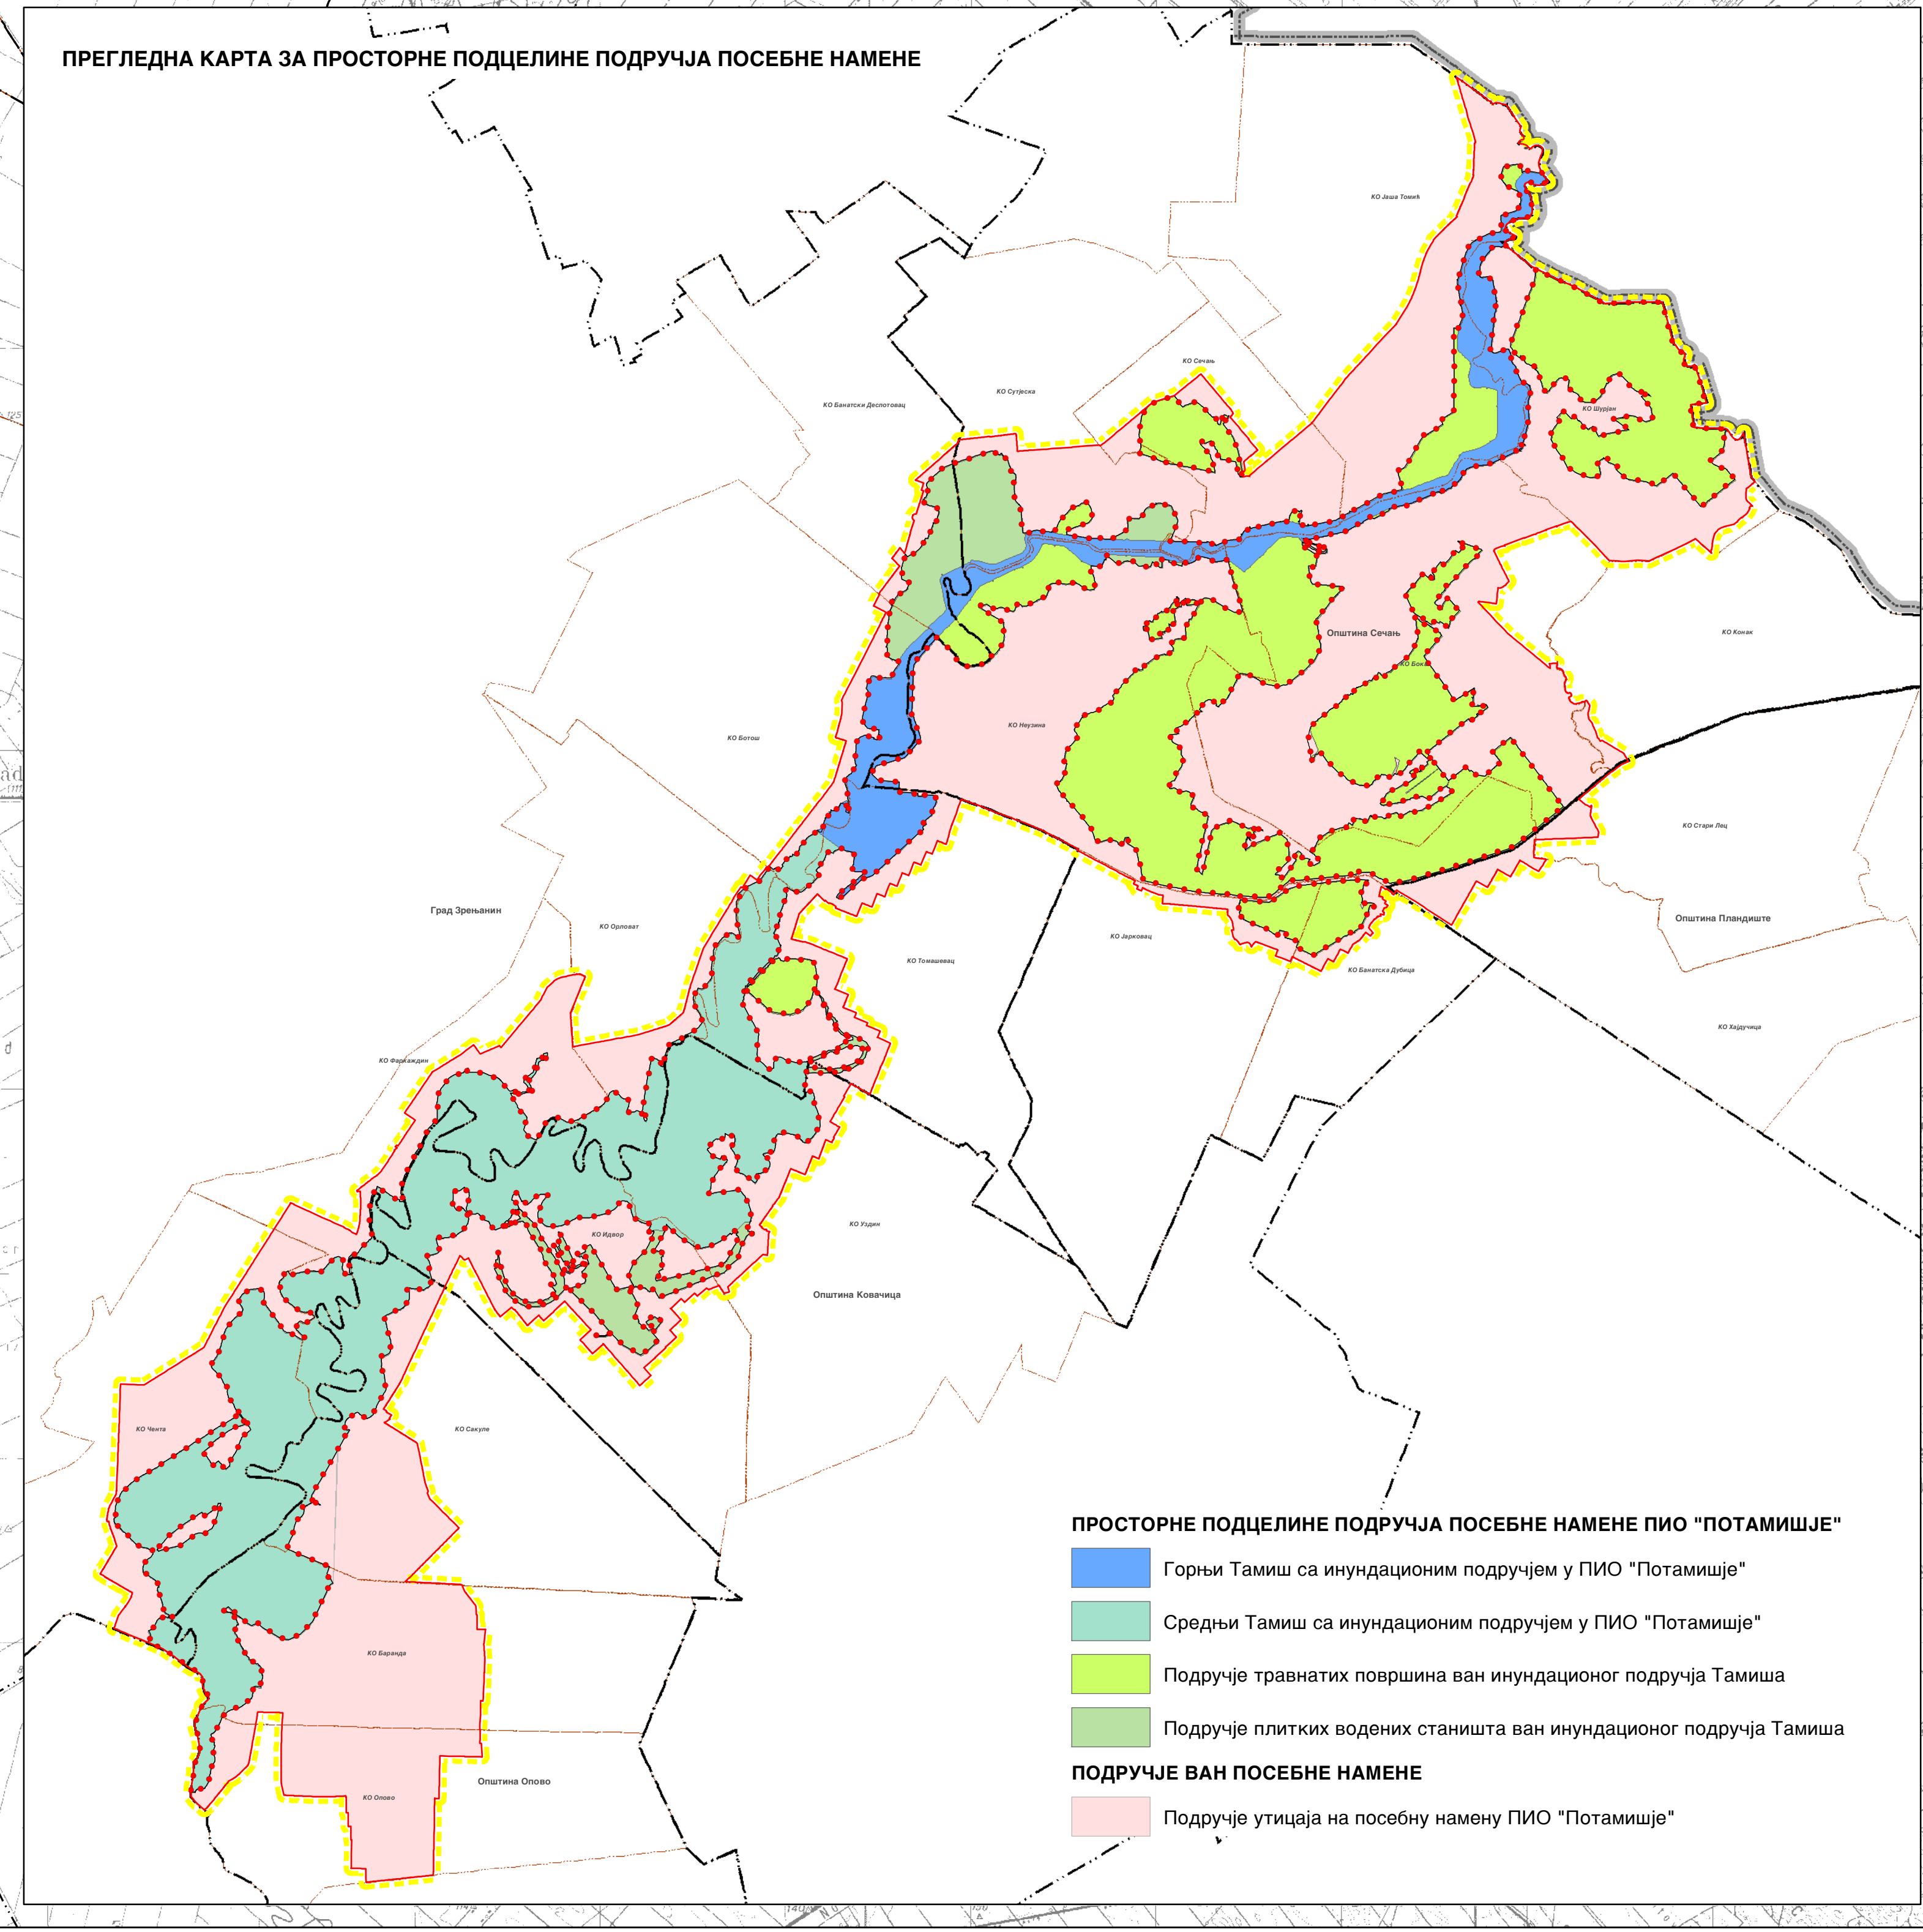 ПРЕГЛЕДНА КАРТА ЗА ПРОСТОРНЕ ПОДЦЕЛИНЕ ПОДРУЧЈА ПОСЕБНЕ НАМЕНЕ
КО Јаша Томић
КО Сечањ
КО Сутјеска
КО Банатски Деспотовац
КО Шурјан
Општина Сечањ
КО Конак
КО Бока
КО Неузина
КО Ботош
КО Стари Лец
Град Зрењанин
Општина Пландиште
КО Орловат
КО Јарковац
КО Томашевац
КО Банатска Дубица
КО Хајдучица
КО Фаркаждин
КО Уздин
КО Идвор
Општина Ковачица
КО Чента
КО Сакуле
КО Баранда
Општина Опово
КО Опово
ПРОСТОРНЕ ПОДЦЕЛИНЕ ПОДРУЧЈА ПОСЕБНЕ НАМЕНЕ ПИО "ПОТАМИШЈЕ"
Горњи Тамиш са инундационим подручјем у ПИО "Потамишје"
Средњи Тамиш са инундационим подручјем у ПИО "Потамишје"
Подручје травнатих површина ван инундационог подручја Тамиша
Подручје плитких водених станишта ван инундационог подручја Тамиша
ПОДРУЧЈЕ ВАН ПОСЕБНЕ НАМЕНЕ
Подручје утицаја на посебну намену ПИО "Потамишје"